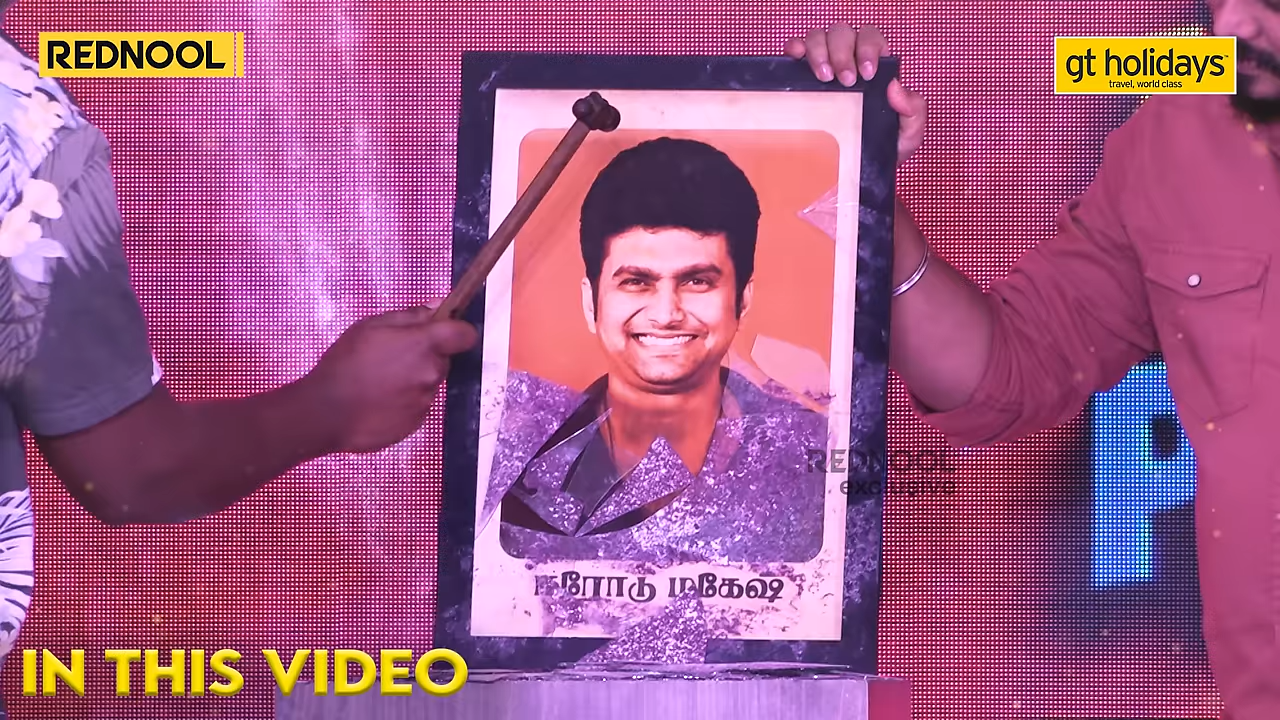 REDNOOL
gt holidays
travel, world class
ஈரோடு மகேஷ்
REDNOOL
exclusive
P
IN THIS VIDEO